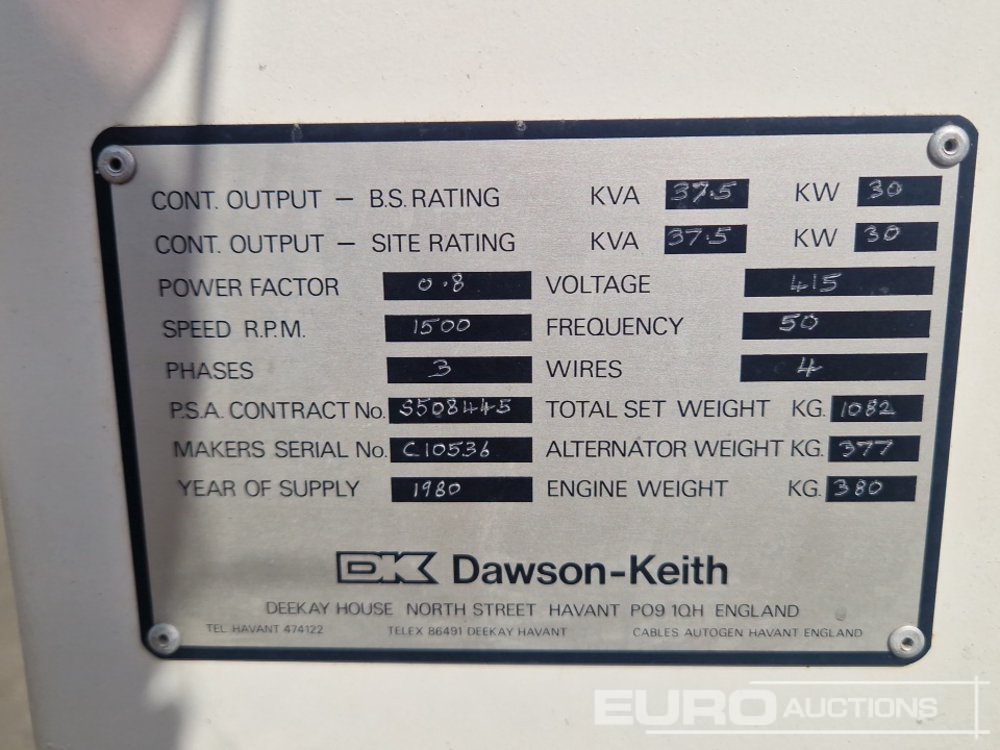 CONT. OUTPUT — B.S. RATING KVA 37.5 KW 30
CONT. OUTPUT — SITE RATING KVA 37.5 KW 30
POWER FACTOR 0.8 VOLTAGE 415
SPEED R.P.M. 1500 FREQUENCY 50
PHASES 3 WIRES 4
P.S.A. CONTRACT No. S508445 TOTAL SET WEIGHT KG. 1082
MAKERS SERIAL No. C10536 ALTERNATOR WEIGHT KG. 377
YEAR OF SUPPLY 1980 ENGINE WEIGHT KG. 380
DK Dawson-Keith
DEEKAY HOUSE NORTH STREET HAVANT PO9 1QH ENGLAND
TEL HAVANT 474122 TELEX 86491 DEEKAY HAVANT CABLES AUTOGEN HAVANT ENGLAND
EURO AUCTIONS